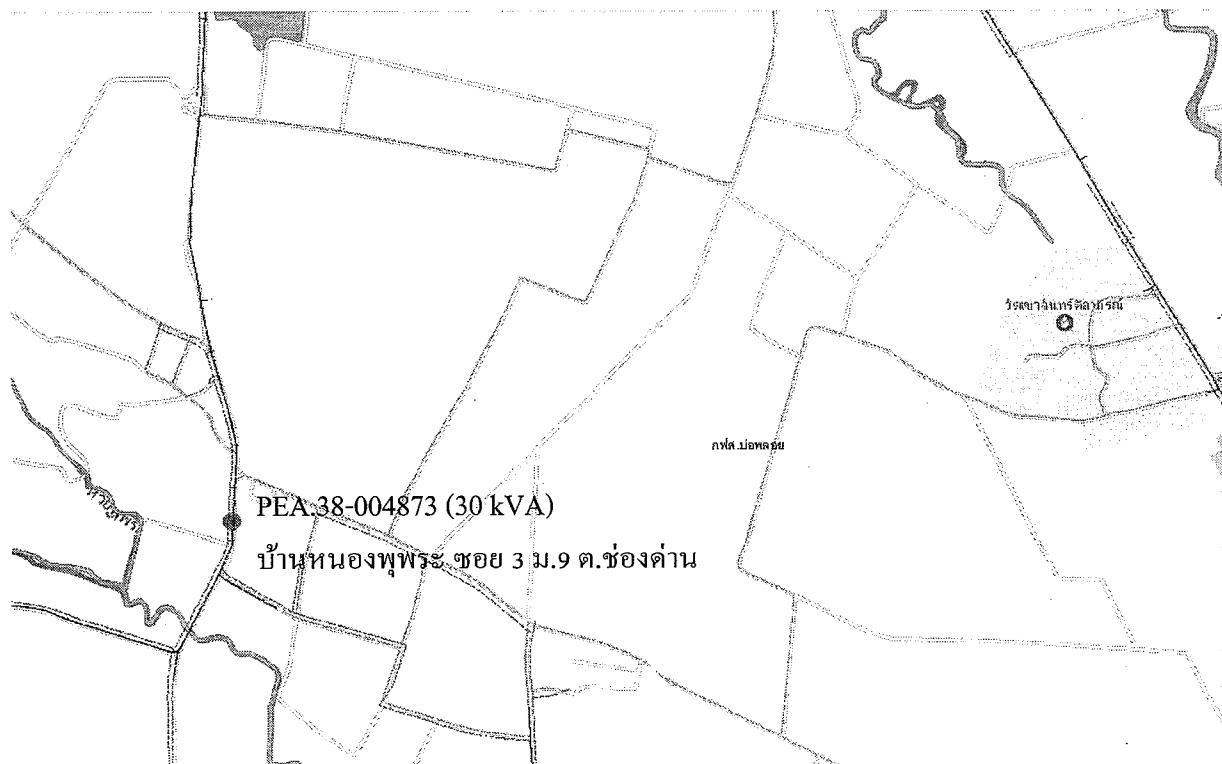 กฟส.บ่อพลอย
PEA.38-004873 (30 kVA)
บ้านหนองพุพระ ซอย 3 ม.9 ต.ช่องด่าน